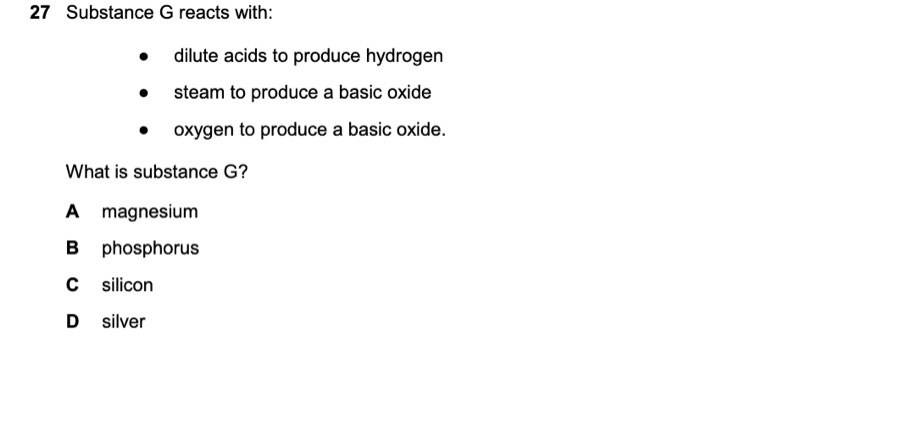 27 Substance G reacts with:
• dilute acids to produce hydrogen
• steam to produce a basic oxide
• oxygen to produce a basic oxide.
What is substance G?
A magnesium
B phosphorus
C silicon
D silver